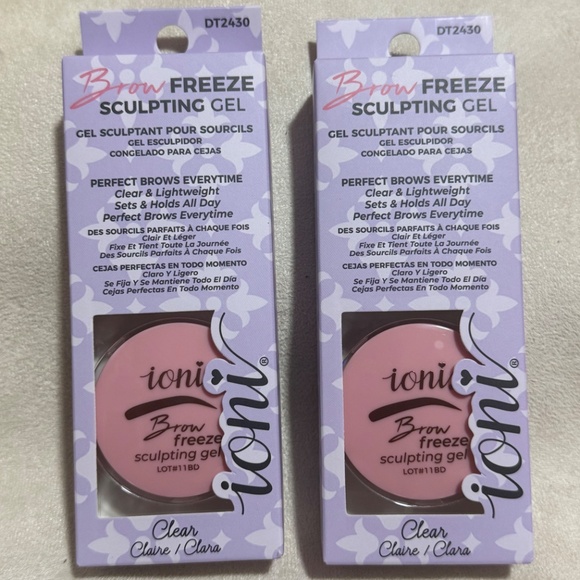 DT2430
Brow FREEZE
SCULPTING GEL
GEL SCULPTANT POUR SOURCILS
GEL ESCULPIDOR
CONGELADO PARA CEJAS
PERFECT BROWS EVERYTIME
Clear & Lightweight
Sets & Holds All Day
Perfect Brows Everytime
DES SOURCILS PARFAITS À CHAQUE FOIS
Clair Et Léger
Fixe Et Tient Toute La Journée
Des Sourcils Parfaits À Chaque Fois
CEJAS PERFECTAS EN TODO MOMENTO
Claro Y Ligero
Se Fija Y Se Mantiene Todo El Día
Cejas Perfectas En Todo Momento
ioni
Brow
freeze
sculpting gel
LOT#11BD
ioni®
Clear
Claire / Clara
DT2430
Brow FREEZE
SCULPTING GEL
GEL SCULPTANT POUR SOURCILS
GEL ESCULPIDOR
CONGELADO PARA CEJAS
PERFECT BROWS EVERYTIME
Clear & Lightweight
Sets & Holds All Day
Perfect Brows Everytime
DES SOURCILS PARFAITS À CHAQUE FOIS
Clair Et Léger
Fixe Et Tient Toute La Journée
Des Sourcils Parfaits À Chaque Fois
CEJAS PERFECTAS EN TODO MOMENTO
Claro Y Ligero
Se Fija Y Se Mantiene Todo El Día
Cejas Perfectas En Todo Momento
ioni
Brow
freeze
sculpting gel
LOT#11BD
ioni®
Clear
Claire / Clara